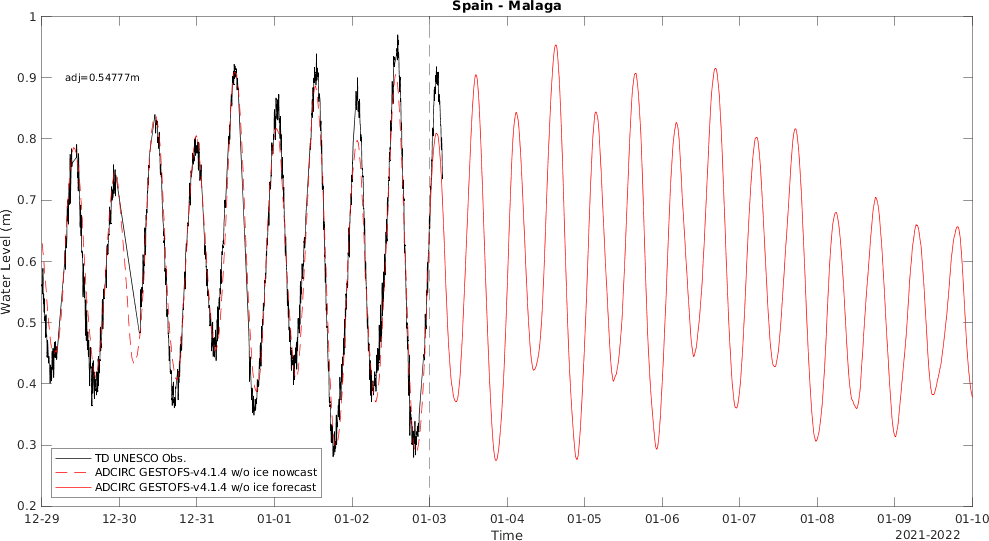 Spain - Malaga
1
0.9
0.8
0.7
0.6
0.5
0.4
0.3
0.2
Water Level (m)
adj=0.54777m
TD UNESCO Obs.
ADCIRC GESTOFS-v4.1.4 w/o ice nowcast
ADCIRC GESTOFS-v4.1.4 w/o ice forecast
12-29 12-30 12-31 01-01 01-02 01-03 01-04 01-05 01-06 01-07 01-08 01-09 01-10
Time
2021-2022